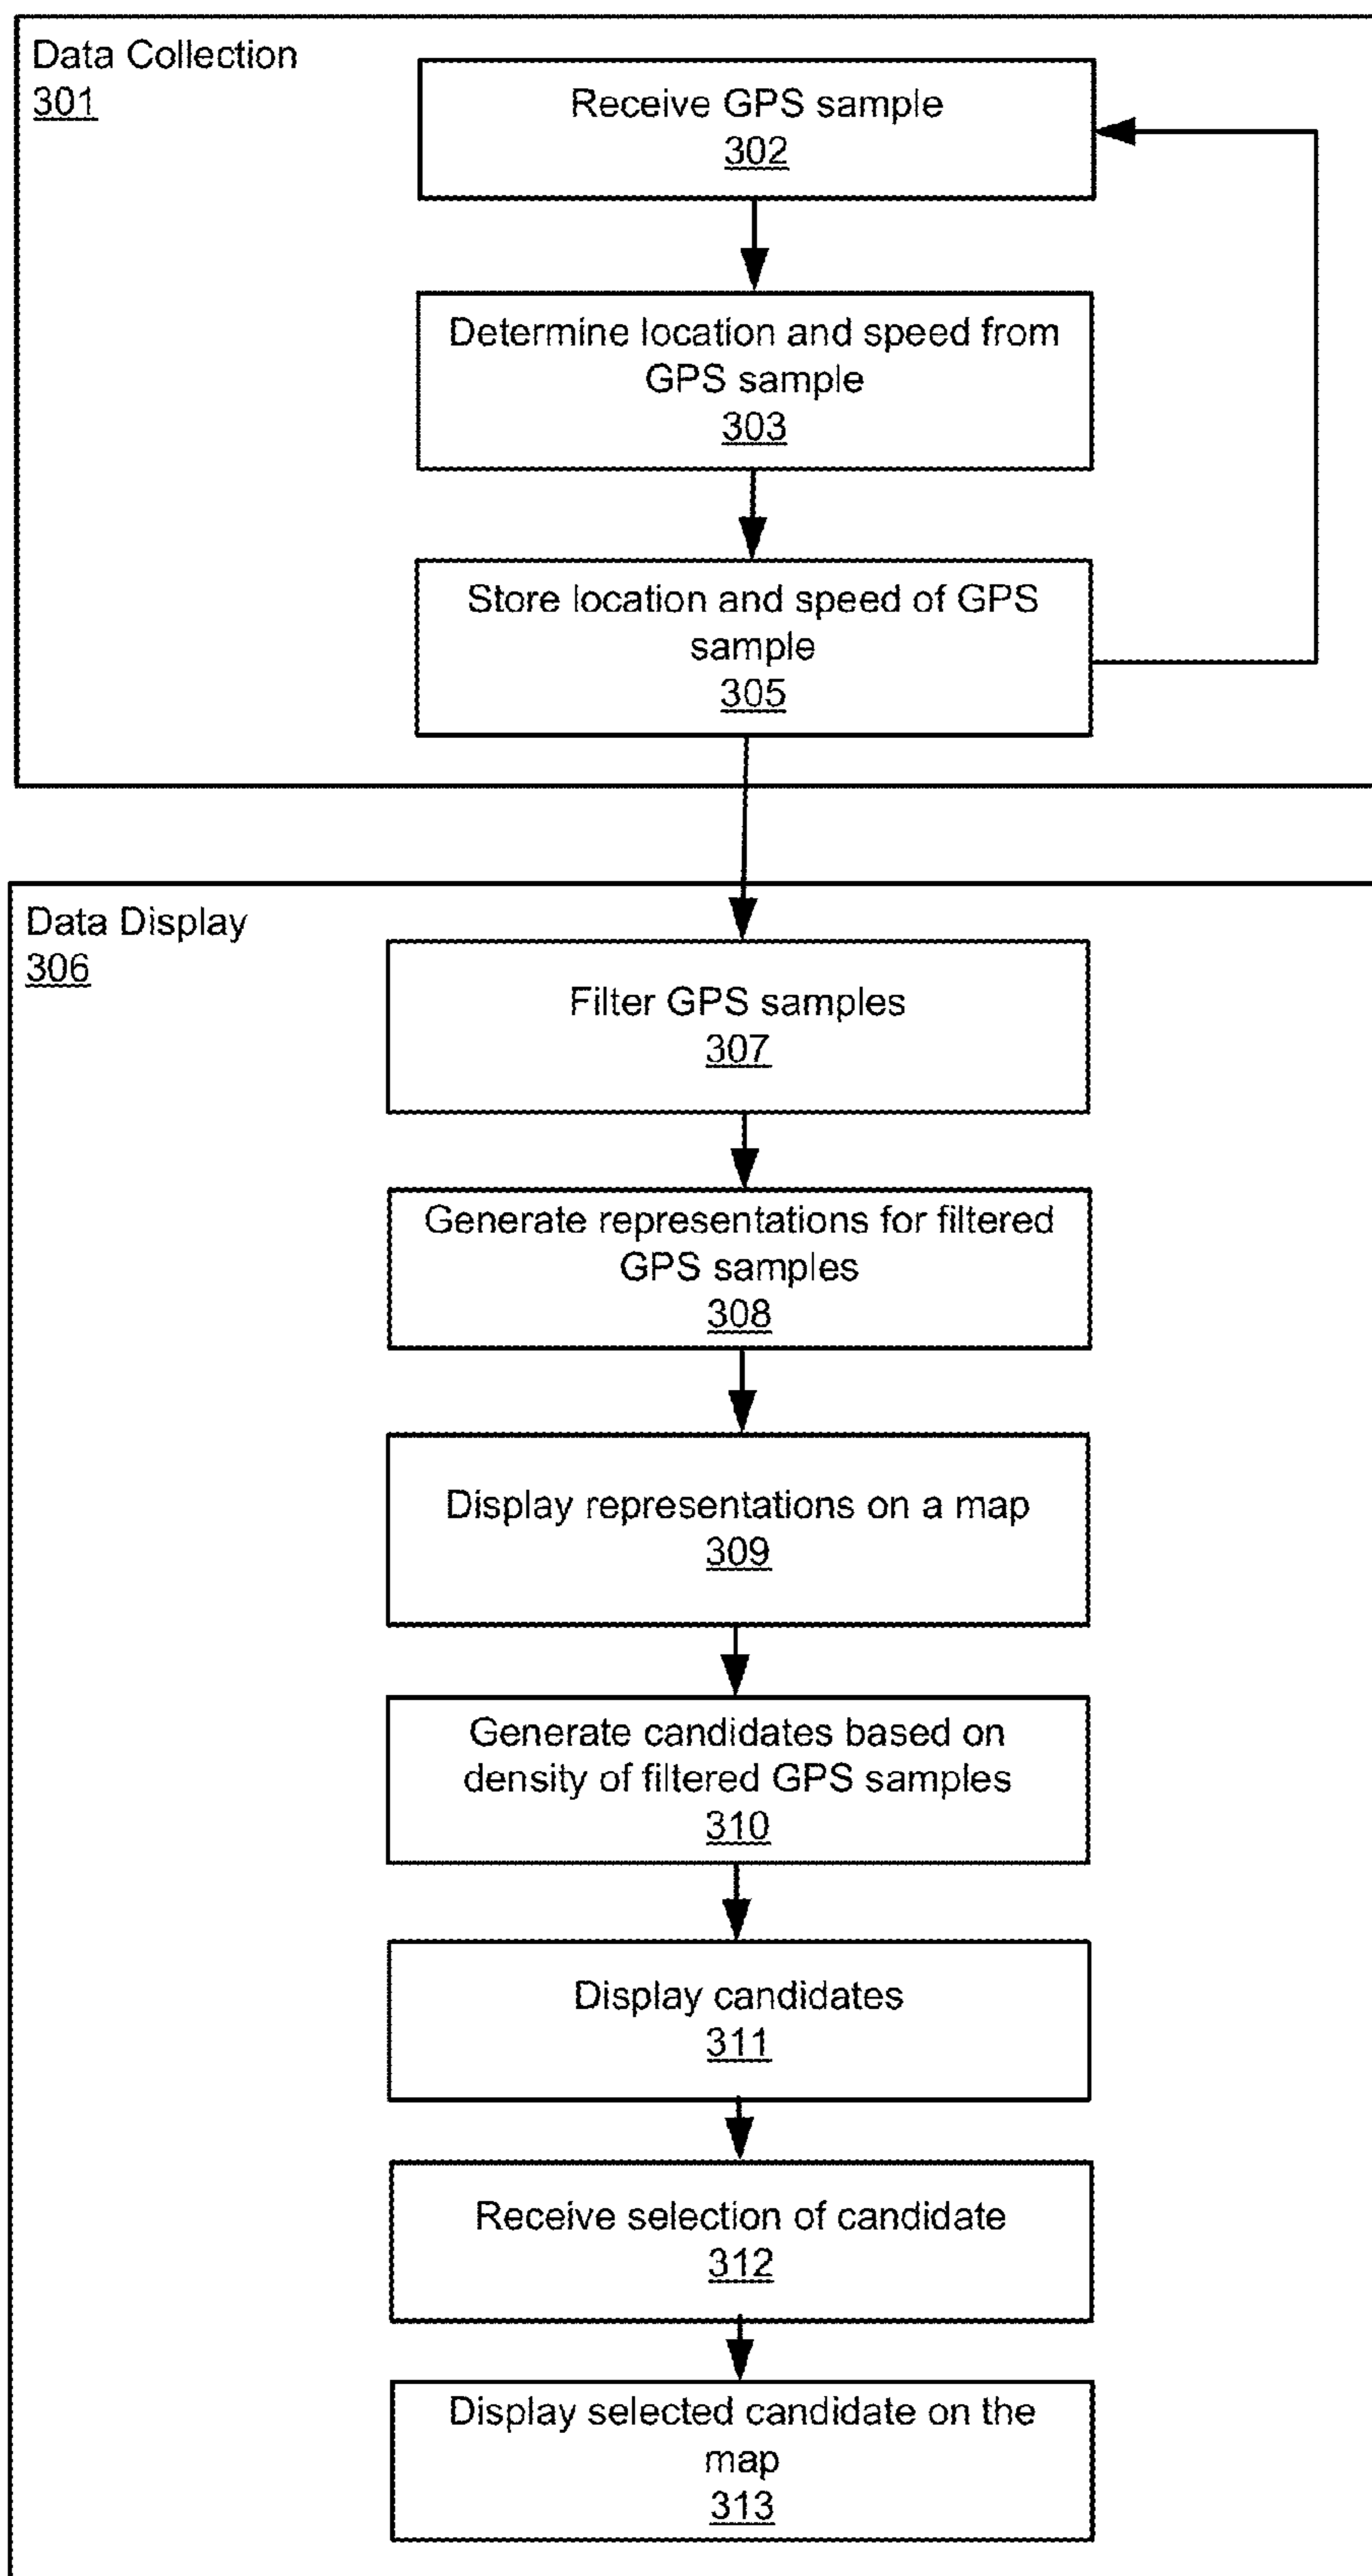 Data Collection
301
Receive GPS sample
302
Determine location and speed from
GPS sample
303
Store location and speed of GPS
sample
305
Data Display
306
Filter GPS samples
307
Generate representations for filtered
GPS samples
308
Display representations on a map
309
Generate candidates based on
density of filtered GPS samples
310
Display candidates
311
Receive selection of candidate
312
Display selected candidate on the
map
313